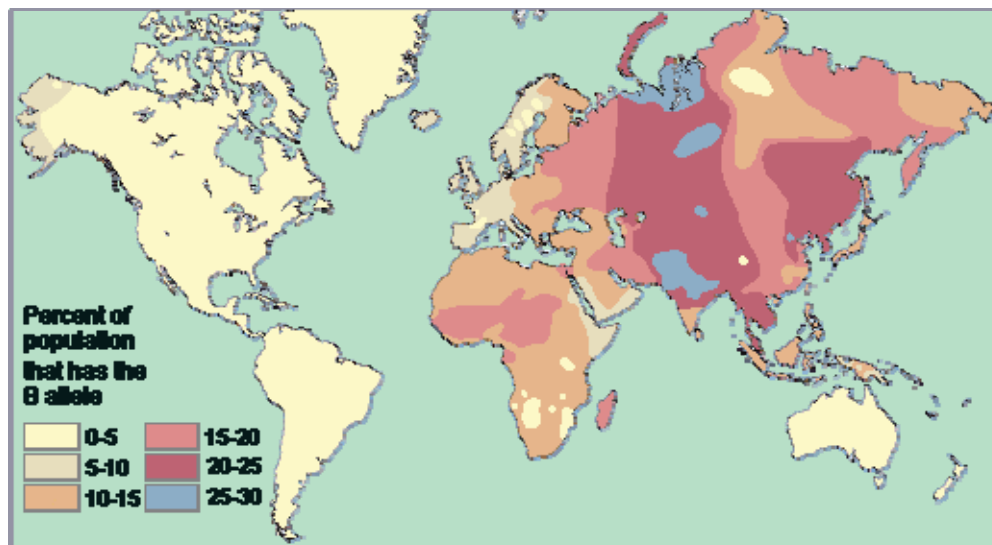 Percent of
population
that has the
B allele
0-5
15-20
5-10
20-25
10-15
25-30